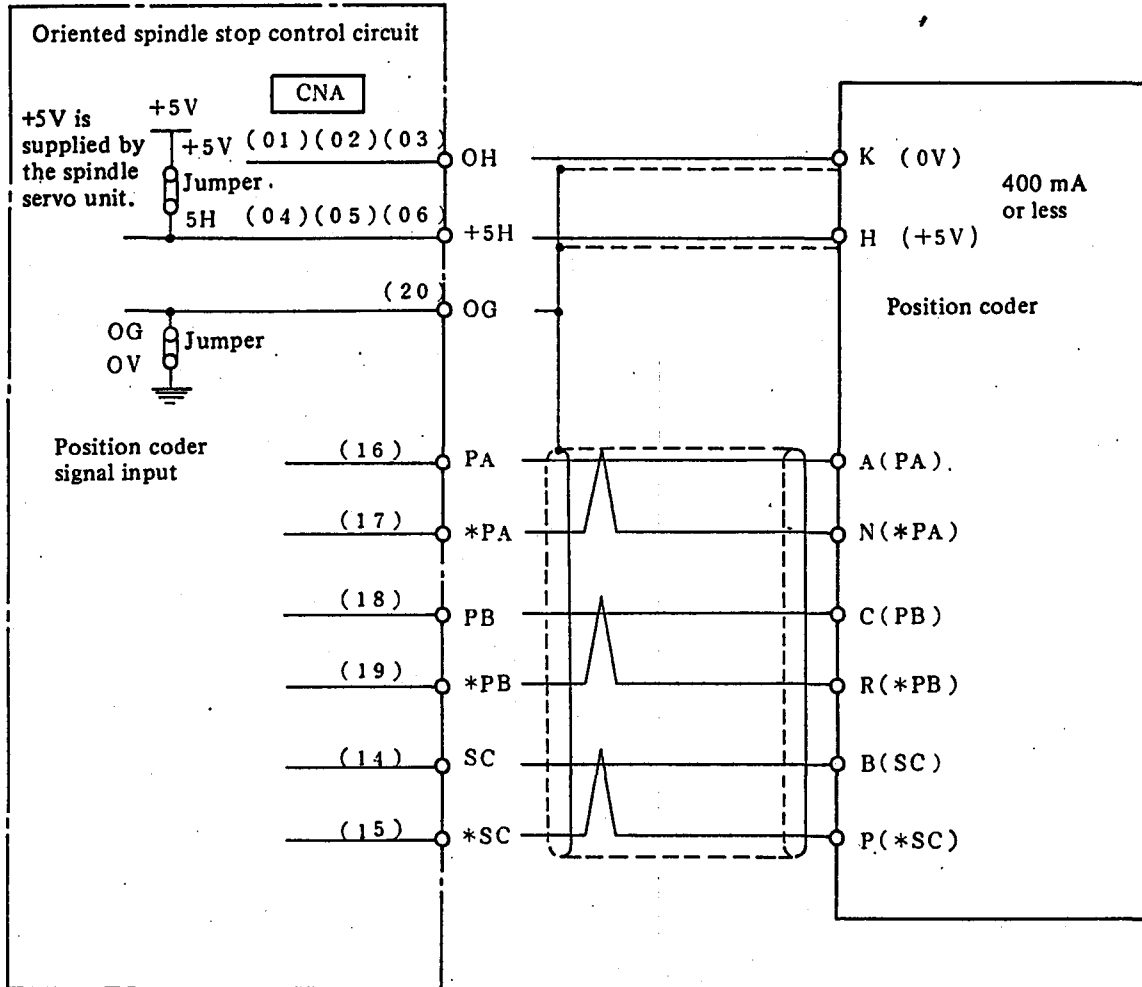 Oriented spindle stop control circuit
CNA
+5V is
supplied by
the spindle
servo unit.
+5V
+5V
(01)(02)(03)
OH
K (0V)
Jumper
400 mA
or less
5H
(04)(05)(06)
+5H
H (+5V)
(20)
OG
Position coder
OG
Jumper
OV
Position coder
signal input
(16)
PA
A(PA)
(17)
*PA
N(*PA)
(18)
PB
C(PB)
(19)
*PB
R(*PB)
(14)
SC
B(SC)
(15)
*SC
P(*SC)